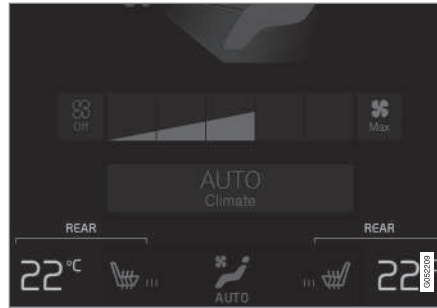 Off
Max
AUTO
Climate
REAR REAR
22°C 22°
AUTO
G052209